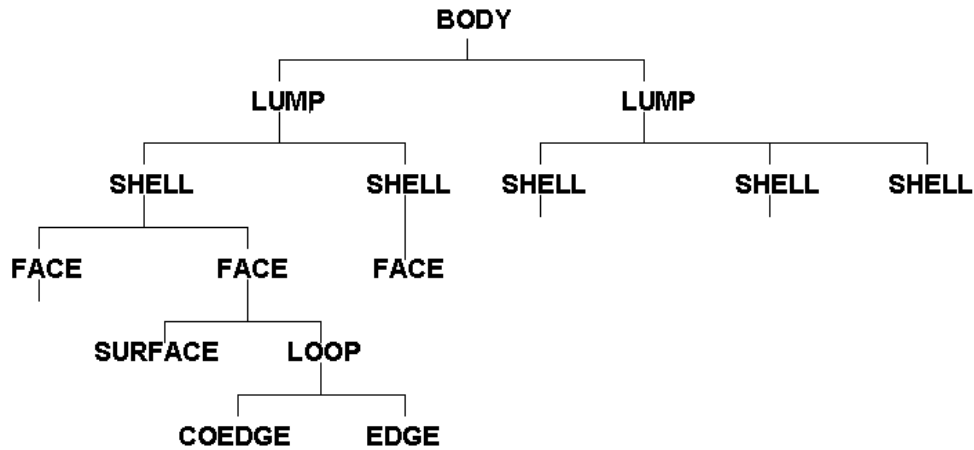 BODY
LUMP LUMP
SHELL SHELL SHELL SHELL SHELL
FACE FACE FACE
SURFACE LOOP
COEDGE EDGE